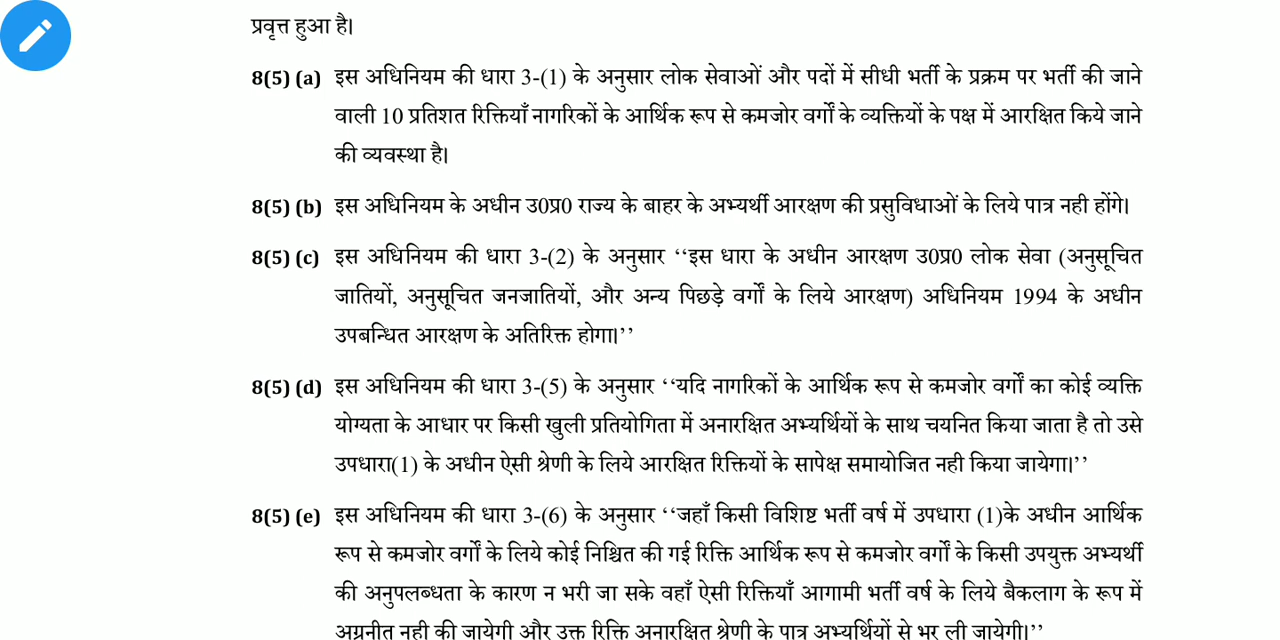 प्रवृत्त हुआ है।
8(5) (a) इस अधिनियम की धारा 3-(1) के अनुसार लोक सेवाओं और पदों में सीधी भर्ती के प्रक्रम पर भर्ती की जाने
वाली 10 प्रतिशत रिक्तियाँ नागरिकों के आर्थिक रूप से कमजोर वर्गों के व्यक्तियों के पक्ष में आरक्षित किये जाने
की व्यवस्था है।
8(5) (b) इस अधिनियम के अधीन उ0प्र0 राज्य के बाहर के अभ्यर्थी आरक्षण की प्रसुविधाओं के लिये पात्र नही होंगे।
8(5) (c) इस अधिनियम की धारा 3-(2) के अनुसार ‘‘इस धारा के अधीन आरक्षण उ0प्र0 लोक सेवा (अनुसूचित
जातियों, अनुसूचित जनजातियों, और अन्य पिछड़े वर्गों के लिये आरक्षण) अधिनियम 1994 के अधीन
उपबन्धित आरक्षण के अतिरिक्त होगा।’’
8(5) (d) इस अधिनियम की धारा 3-(5) के अनुसार ‘‘यदि नागरिकों के आर्थिक रूप से कमजोर वर्गों का कोई व्यक्ति
योग्यता के आधार पर किसी खुली प्रतियोगिता में अनारक्षित अभ्यर्थियों के साथ चयनित किया जाता है तो उसे
उपधारा(1) के अधीन ऐसी श्रेणी के लिये आरक्षित रिक्तियों के सापेक्ष समायोजित नही किया जायेगा।’’
8(5) (e) इस अधिनियम की धारा 3-(6) के अनुसार ‘‘जहाँ किसी विशिष्ट भर्ती वर्ष में उपधारा (1)के अधीन आर्थिक
रूप से कमजोर वर्गों के लिये कोई निश्चित की गई रिक्ति आर्थिक रूप से कमजोर वर्गों के किसी उपयुक्त अभ्यर्थी
की अनुपलब्धता के कारण न भरी जा सके वहाँ ऐसी रिक्तियाँ आगामी भर्ती वर्ष के लिये बैकलाग के रूप में
अग्रनीत नही की जायेगी और उक्त रिक्ति अनारक्षित श्रेणी के पात्र अभ्यर्थियों से भर ली जायेगी।’’